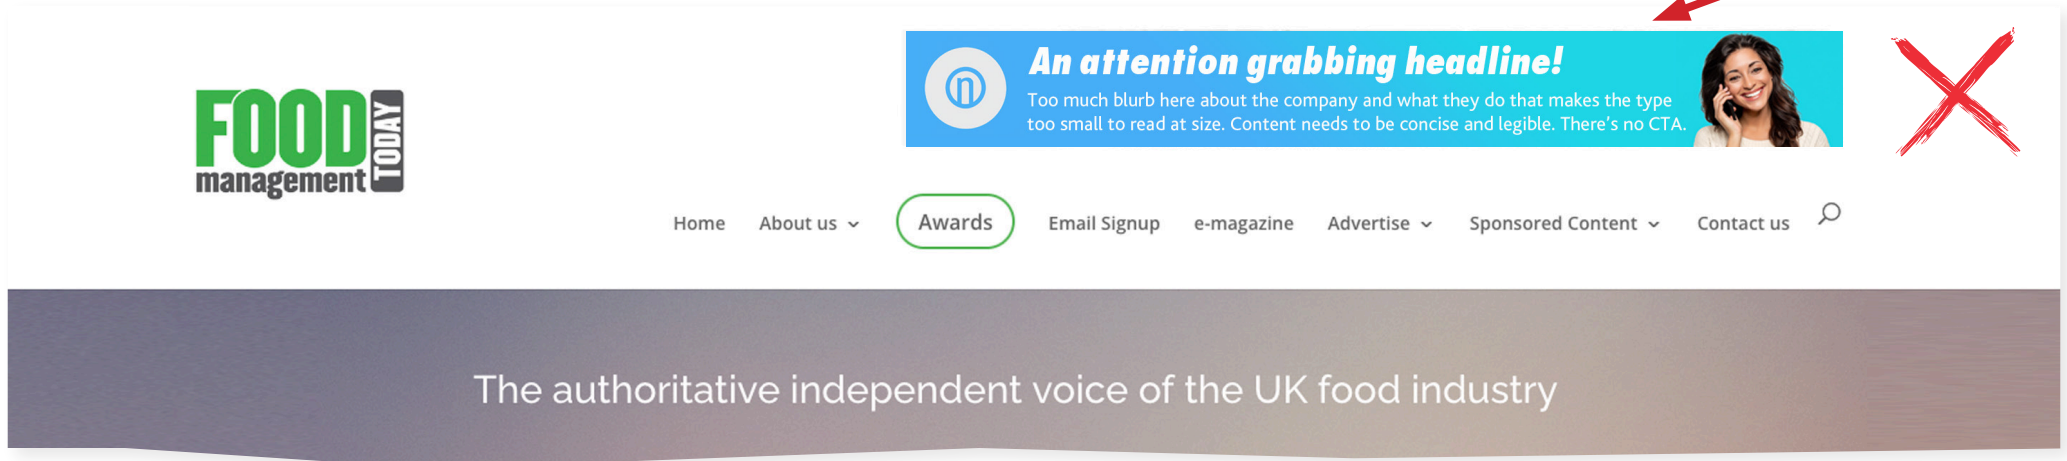 An attention grabbing headline!
n
Too much blurb here about the company and what they do that makes the type
too small to read at size. Content needs to be concise and legible. There's no CTA.
FOOD
management
TODAY
Home About us Awards Email Signup e-magazine Advertise Sponsored Content Contact us
The authoritative independent voice of the UK food industry